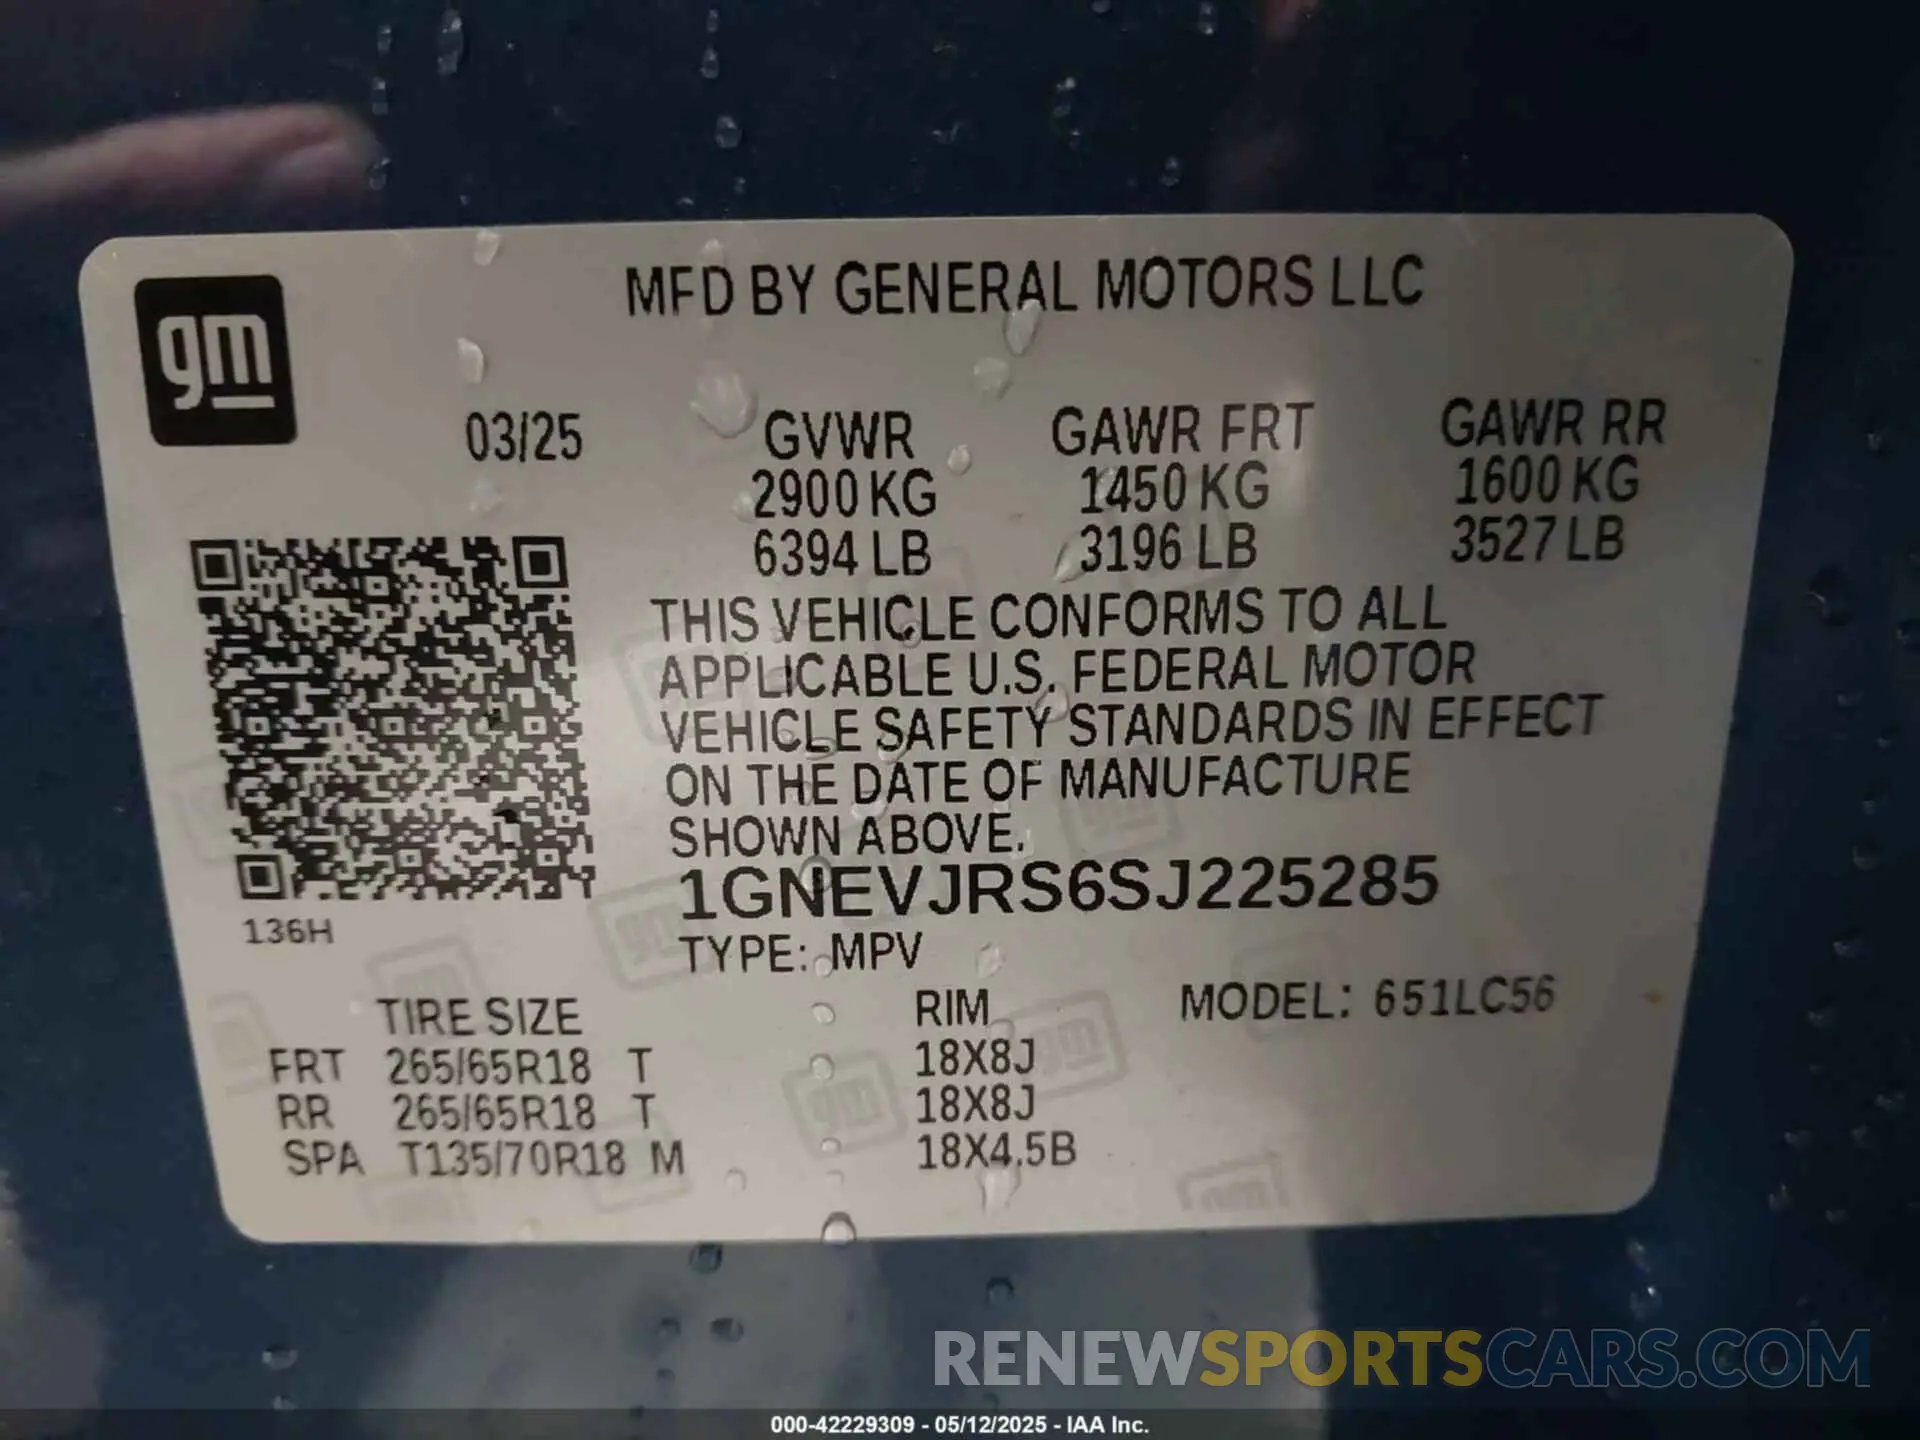 MFD BY GENERAL MOTORS LLC
gm
03/25 GVWR GAWR FRT GAWR RR
2900 KG 1450 KG 1600 KG
6394 LB 3196 LB 3527 LB
THIS VEHICLE CONFORMS TO ALL
APPLICABLE U.S. FEDERAL MOTOR
VEHICLE SAFETY STANDARDS IN EFFECT
ON THE DATE OF MANUFACTURE
SHOWN ABOVE.
1GNEVJRS6SJ225285
136H
TYPE: MPV
TIRE SIZE RIM MODEL: 651LC56
FRT 265/65R18 T 18X8J
RR 265/65R18 T 18X8J
SPA T135/70R18 M 18X4.5B
RENEWSPORTSCARS.COM
000-42229309 - 05/12/2025 - IAA Inc.